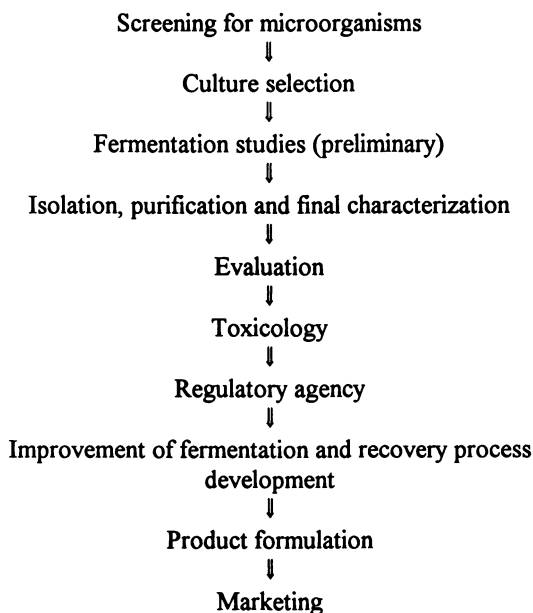 Screening for microorganisms
⇓
Culture selection
⇓
Fermentation studies (preliminary)
⇓
Isolation, purification and final characterization
⇓
Evaluation
⇓
Toxicology
⇓
Regulatory agency
⇓
Improvement of fermentation and recovery process
development
⇓
Product formulation
⇓
Marketing